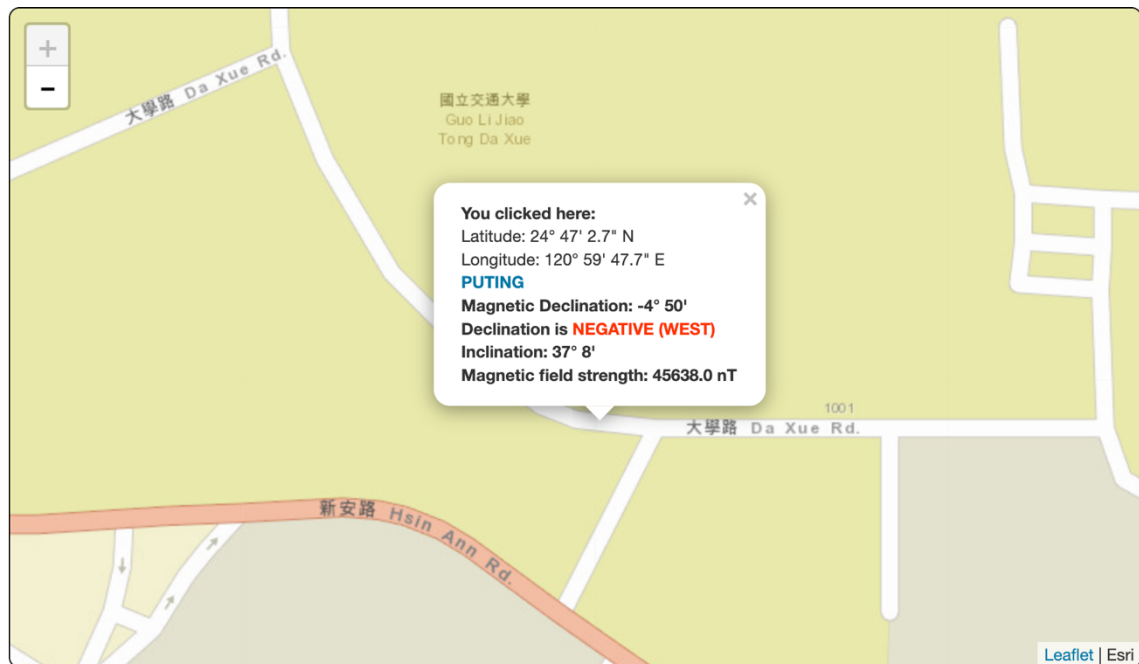 +
−
大學路 Da Xue Rd.
國立交通大學
Guo Li Jiao
Tong Da Xue
×
You clicked here:
Latitude: 24° 47' 2.7" N
Longitude: 120° 59' 47.7" E
PUTING
Magnetic Declination: -4° 50'
Declination is NEGATIVE (WEST)
Inclination: 37° 8'
Magnetic field strength: 45638.0 nT
1001
大學路 Da Xue Rd.
新安路 Hsin Ann Rd.
Leaflet | Esri